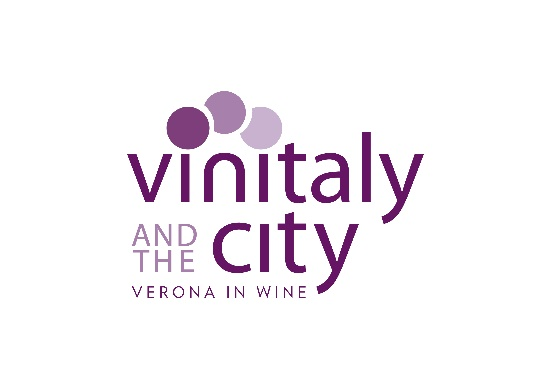 vinitaly
AND THE city
VERONA IN WINE